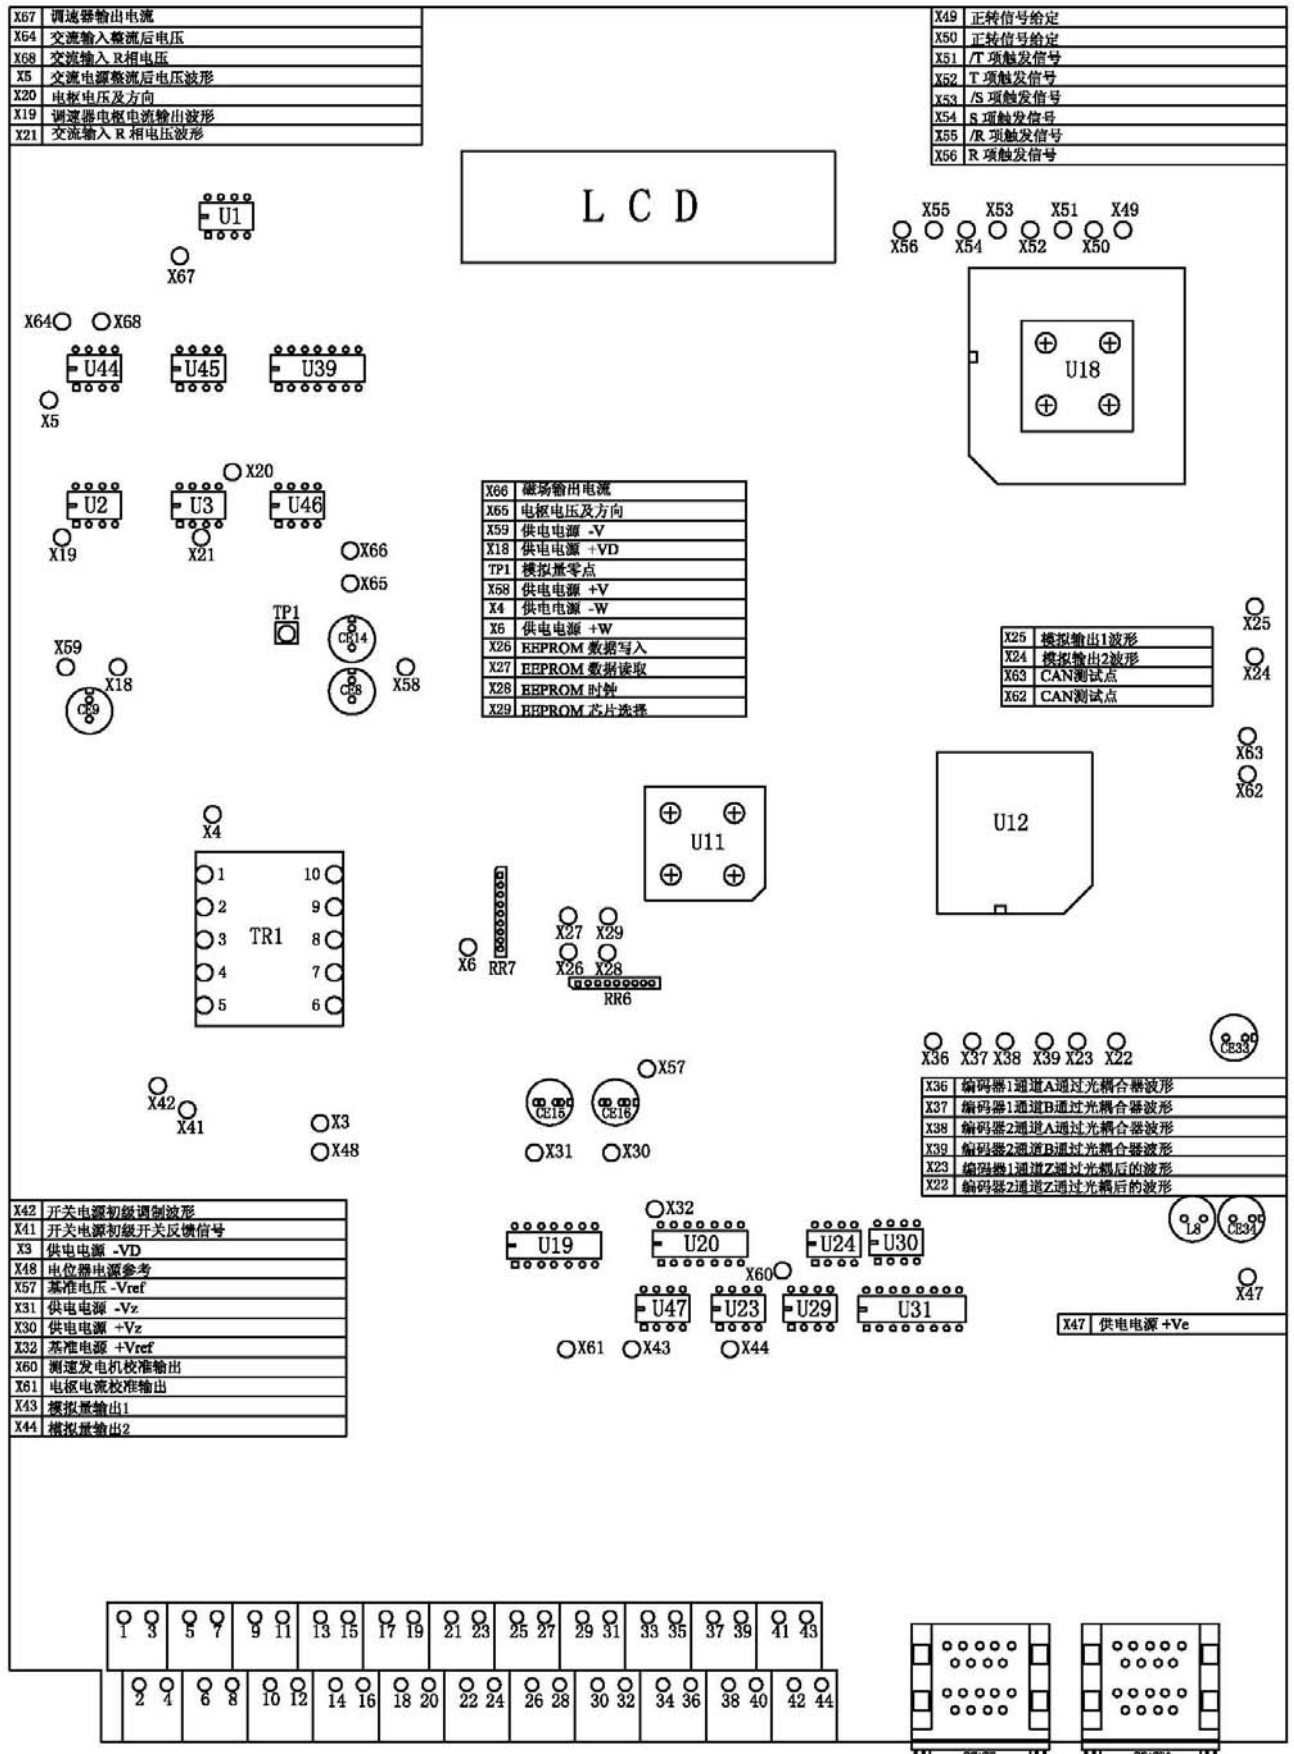 X67 调速器输出电流
X64 交流输入整流后电压
X68 交流输入 R相电压
X5 交流电源整流后电压波形
X20 电枢电压及方向
X19 调速器电枢电流输出波形
X21 交流输入 R 相电压波形
X49 正转信号给定
X50 正转信号给定
X51 /T 项触发信号
X52 T 项触发信号
X53 /S 项触发信号
X54 S 项触发信号
X55 /R 项触发信号
X56 R 项触发信号
LCD
U1
X67
X55 X53 X51 X49
X56 X54 X52 X50
X64 X68
U44 U45 U39
U18
X5
X20
U2 U3 U46
X19 X21
X66
X65
X66 磁场输出电流
X65 电枢电压及方向
X59 供电电源 -V
X18 供电电源 +VD
TP1 模拟量零点
X58 供电电源 +V
X4 供电电源 -W
X6 供电电源 +W
X26 EEPROM 数据写入
X27 EEPROM 数据读取
X28 EEPROM 时钟
X29 EEPROM 芯片选择
TP1
CE14
X59
X18
CE8
X58
CE9
X25
X24
X25 模拟输出1波形
X24 模拟输出2波形
X63 CAN测试点
X62 CAN测试点
X63
X62
X4
U11
U12
1 10
2 9
3 TR1 8
4 7
5 6
X27 X29
X6 RR7 X26 X28
RR6
X36 X37 X38 X39 X23 X22
CE33
X57
X42
X41
X3
X48
CE15 CE16
X31 X30
X36 编码器1通道A通过光耦合器波形
X37 编码器1通道B通过光耦合器波形
X38 编码器2通道A通过光耦合器波形
X39 编码器2通道B通过光耦合器波形
X23 编码器1通道Z通过光耦后的波形
X22 编码器2通道Z通过光耦后的波形
L8 CE34
X42 开关电源初级调制波形
X41 开关电源初级开关反馈信号
X3 供电电源 -VD
X48 电位器电源参考
X57 基准电压 -Vref
X31 供电电源 -Vz
X30 供电电源 +Vz
X32 基准电源 +Vref
X60 测速发电机校准输出
X61 电枢电流校准输出
X43 模拟量输出1
X44 模拟量输出2
X32
U19 U20 U24 U30
X60
U47 U23 U29 U31
X61 X43 X44
X47
X47 供电电源 +Ve
1 3 5 7 9 11 13 15 17 19 21 23 25 27 29 31 33 35 37 39 41 43
2 4 6 8 10 12 14 16 18 20 22 24 26 28 30 32 34 36 38 40 42 44